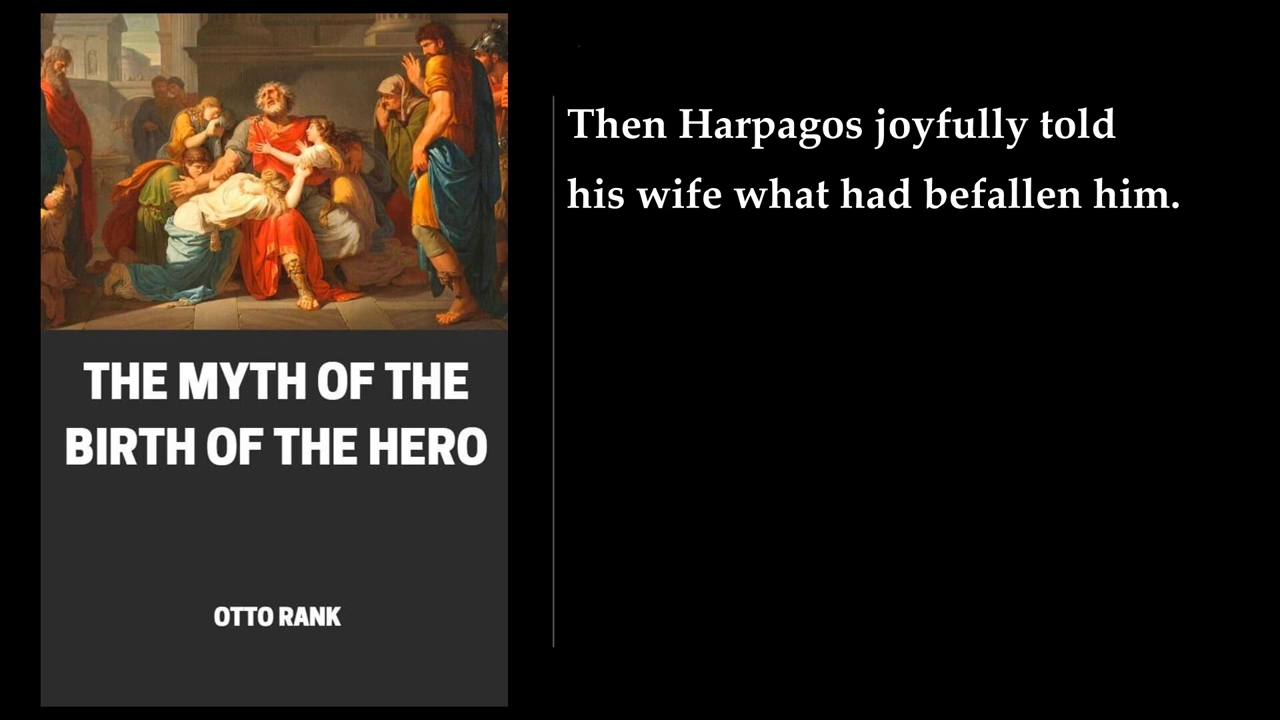 THE MYTH OF THE
BIRTH OF THE HERO
OTTO RANK
Then Harpagos joyfully told
his wife what had befallen him.